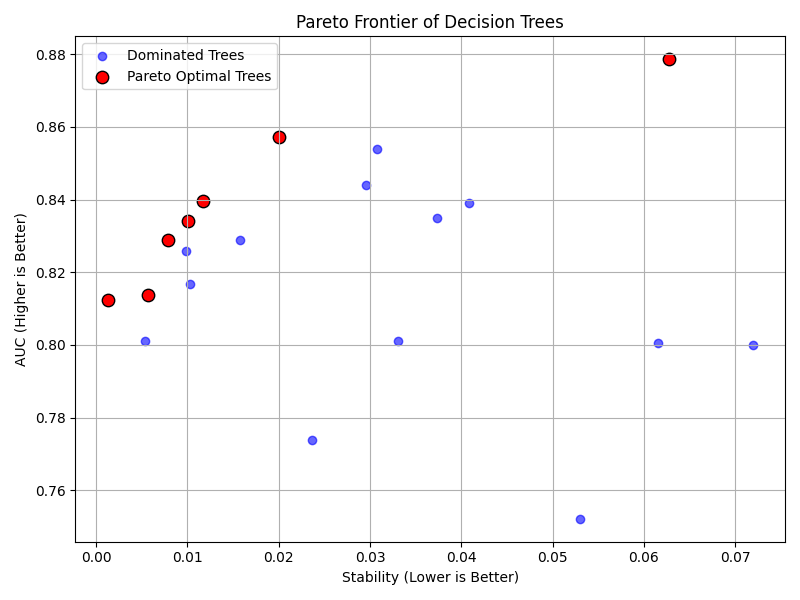 Pareto Frontier of Decision Trees
Dominated Trees
Pareto Optimal Trees
AUC (Higher is Better)
0.88
0.86
0.84
0.82
0.80
0.78
0.76
0.00 0.01 0.02 0.03 0.04 0.05 0.06 0.07
Stability (Lower is Better)